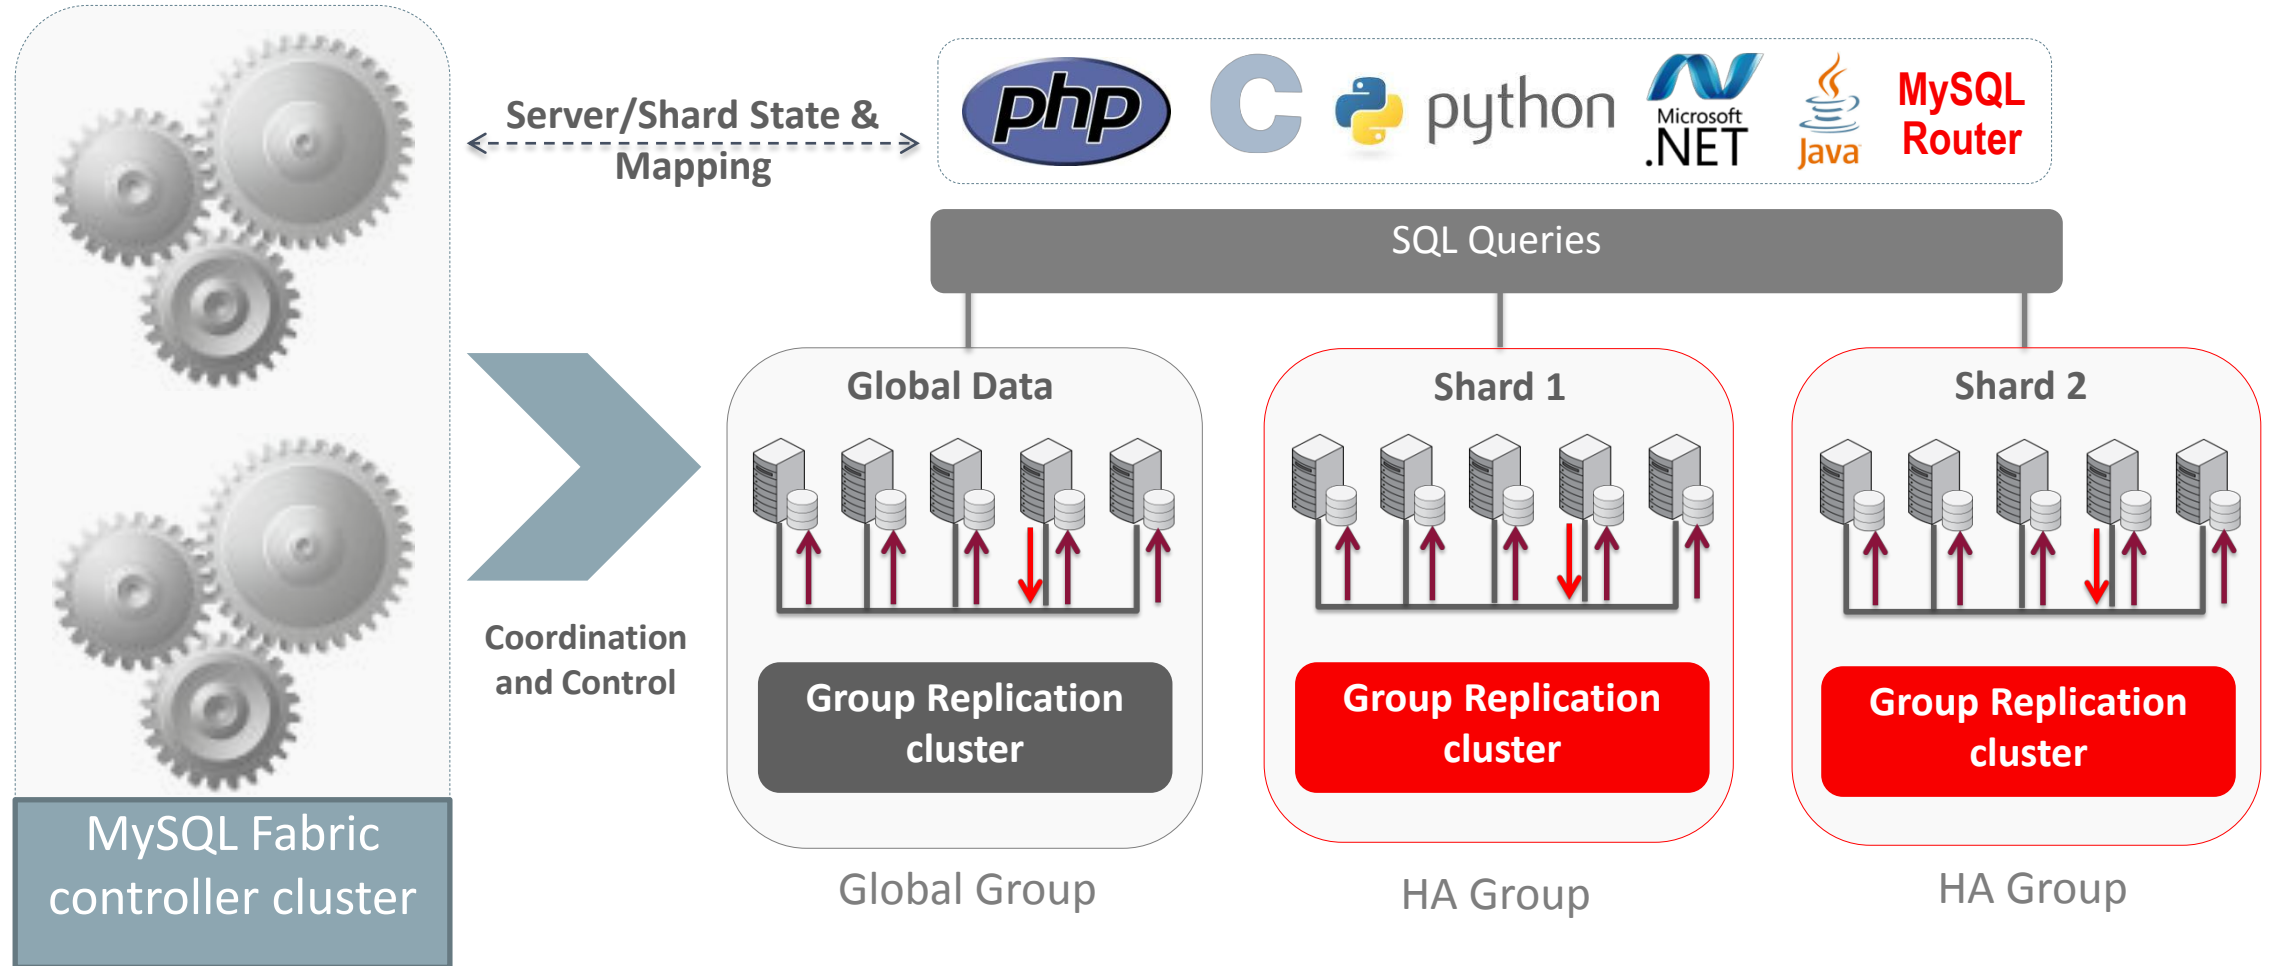 Server/Shard State &
Mapping
php
C
python
Microsoft
.NET
Java
MySQL
Router
SQL Queries
Coordination
and Control
Global Data
Group Replication
cluster
Global Group
Shard 1
Group Replication
cluster
HA Group
Shard 2
Group Replication
cluster
HA Group
MySQL Fabric
controller cluster